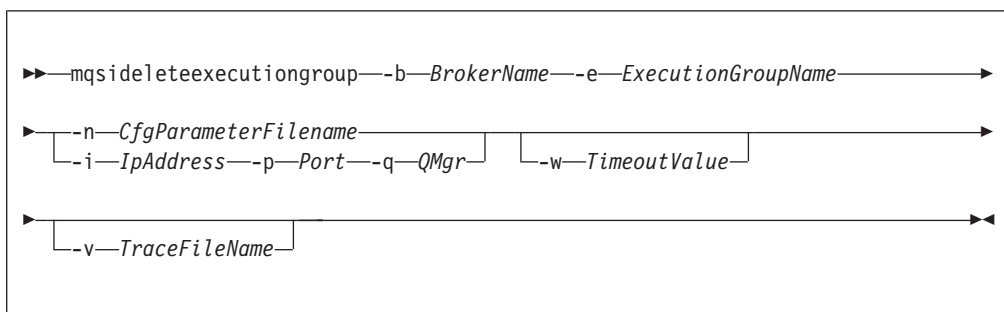 mqsideleteexecutiongroup -b BrokerName -e ExecutionGroupName
-n CfgParameterFilename
-i IpAddress -p Port -q QMgr -w TimeoutValue
-v TraceFileName